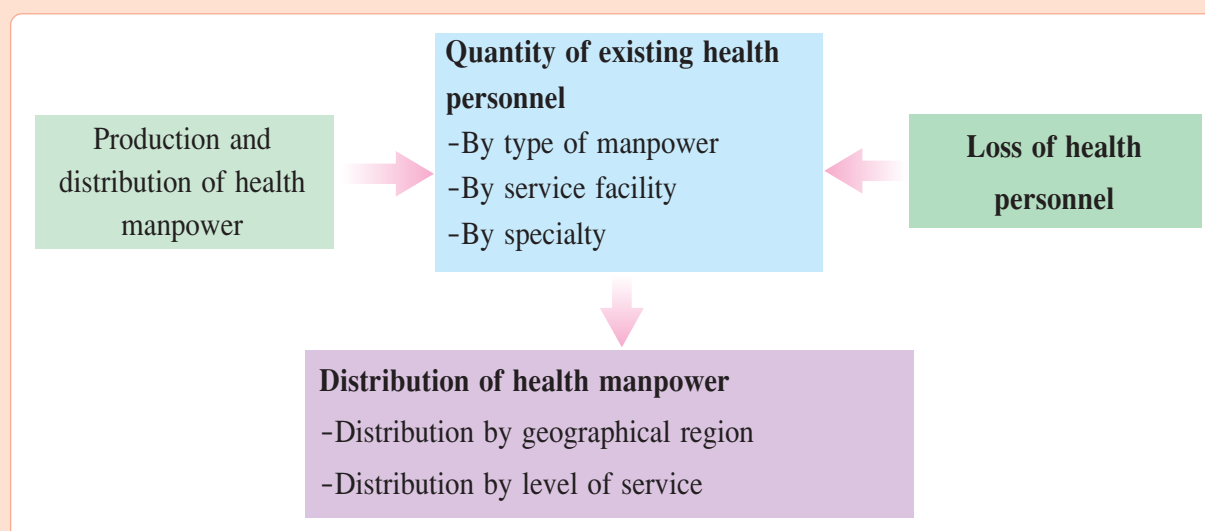 Production and
distribution of health
manpower
Quantity of existing health
personnel
-By type of manpower
-By service facility
-By specialty
Loss of health
personnel
Distribution of health manpower
-Distribution by geographical region
-Distribution by level of service